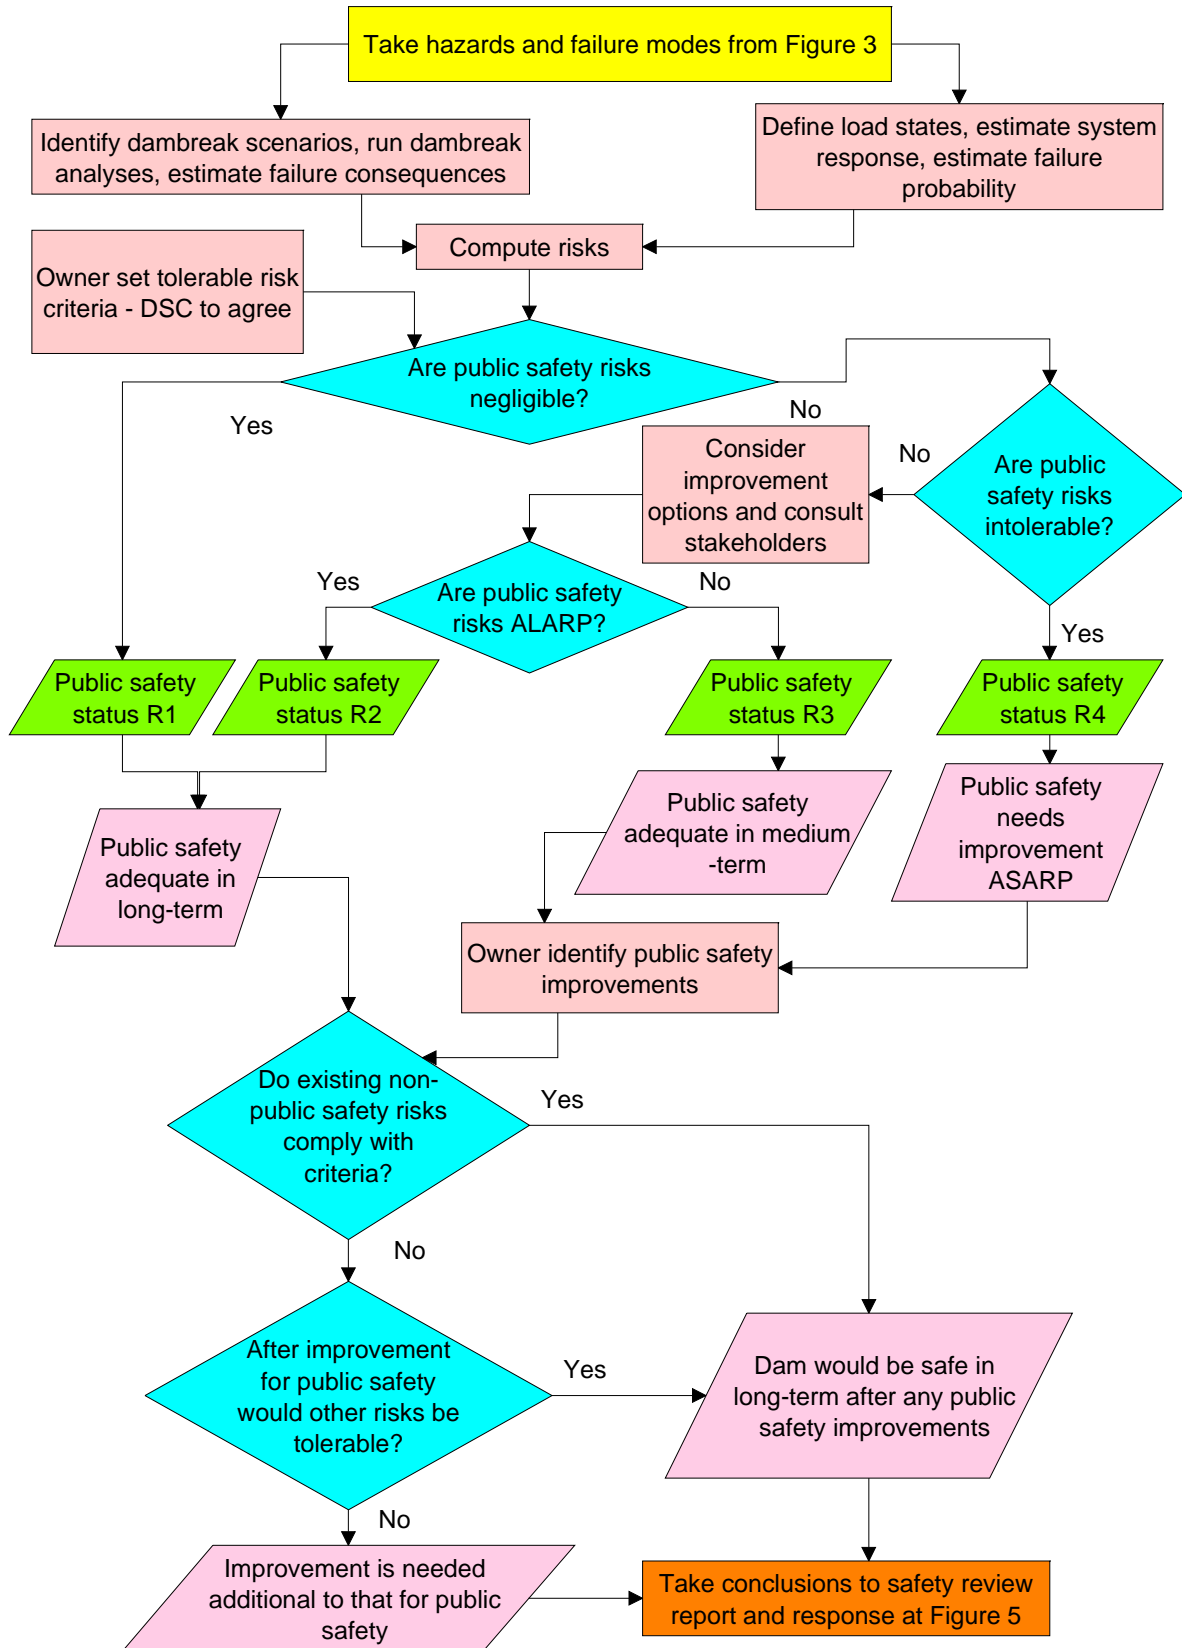 Take hazards and failure modes from Figure 3
Identify dambreak scenarios, run dambreak
analyses, estimate failure consequences
Define load states, estimate system
response, estimate failure
probability
Compute risks
Owner set tolerable risk
criteria - DSC to agree
Are public safety risks
negligible?
Yes
No
Consider
improvement
options and consult
stakeholders
No
Are public
safety risks
intolerable?
Yes
Are public safety
risks ALARP?
No
Yes
Public safety
status R1
Public safety
status R2
Public safety
status R3
Public safety
status R4
Public safety
adequate in
long-term
Public safety
adequate in medium
-term
Public safety
needs
improvement
ASARP
Owner identify public safety
improvements
Do existing non-
public safety risks
comply with
criteria?
Yes
No
After improvement
for public safety
would other risks be
tolerable?
Yes
Dam would be safe in
long-term after any public
safety improvements
No
Improvement is needed
additional to that for public
safety
Take conclusions to safety review
report and response at Figure 5